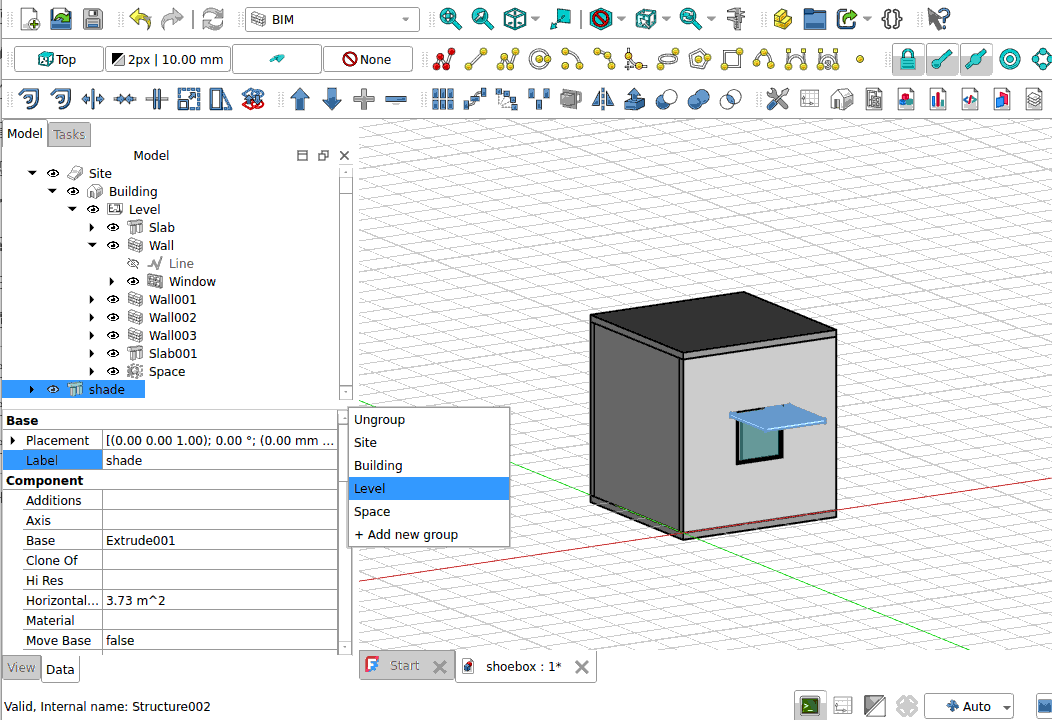 BIM
Top
2px | 10.00 mm
None
Model
Tasks
Model
Site
Building
Level
Slab
Wall
Line
Window
Wall001
Wall002
Wall003
Slab001
Space
shade
Base
Placement [(0.00 0.00 1.00); 0.00 °; (0.00 mm ...
Label shade
Component
Additions
Axis
Base Extrude001
Clone Of
Hi Res
Horizontal... 3.73 m^2
Material
Move Base false
Ungroup
Site
Building
Level
Space
+ Add new group
View
Data
Start
shoebox : 1*
Valid, Internal name: Structure002
Auto